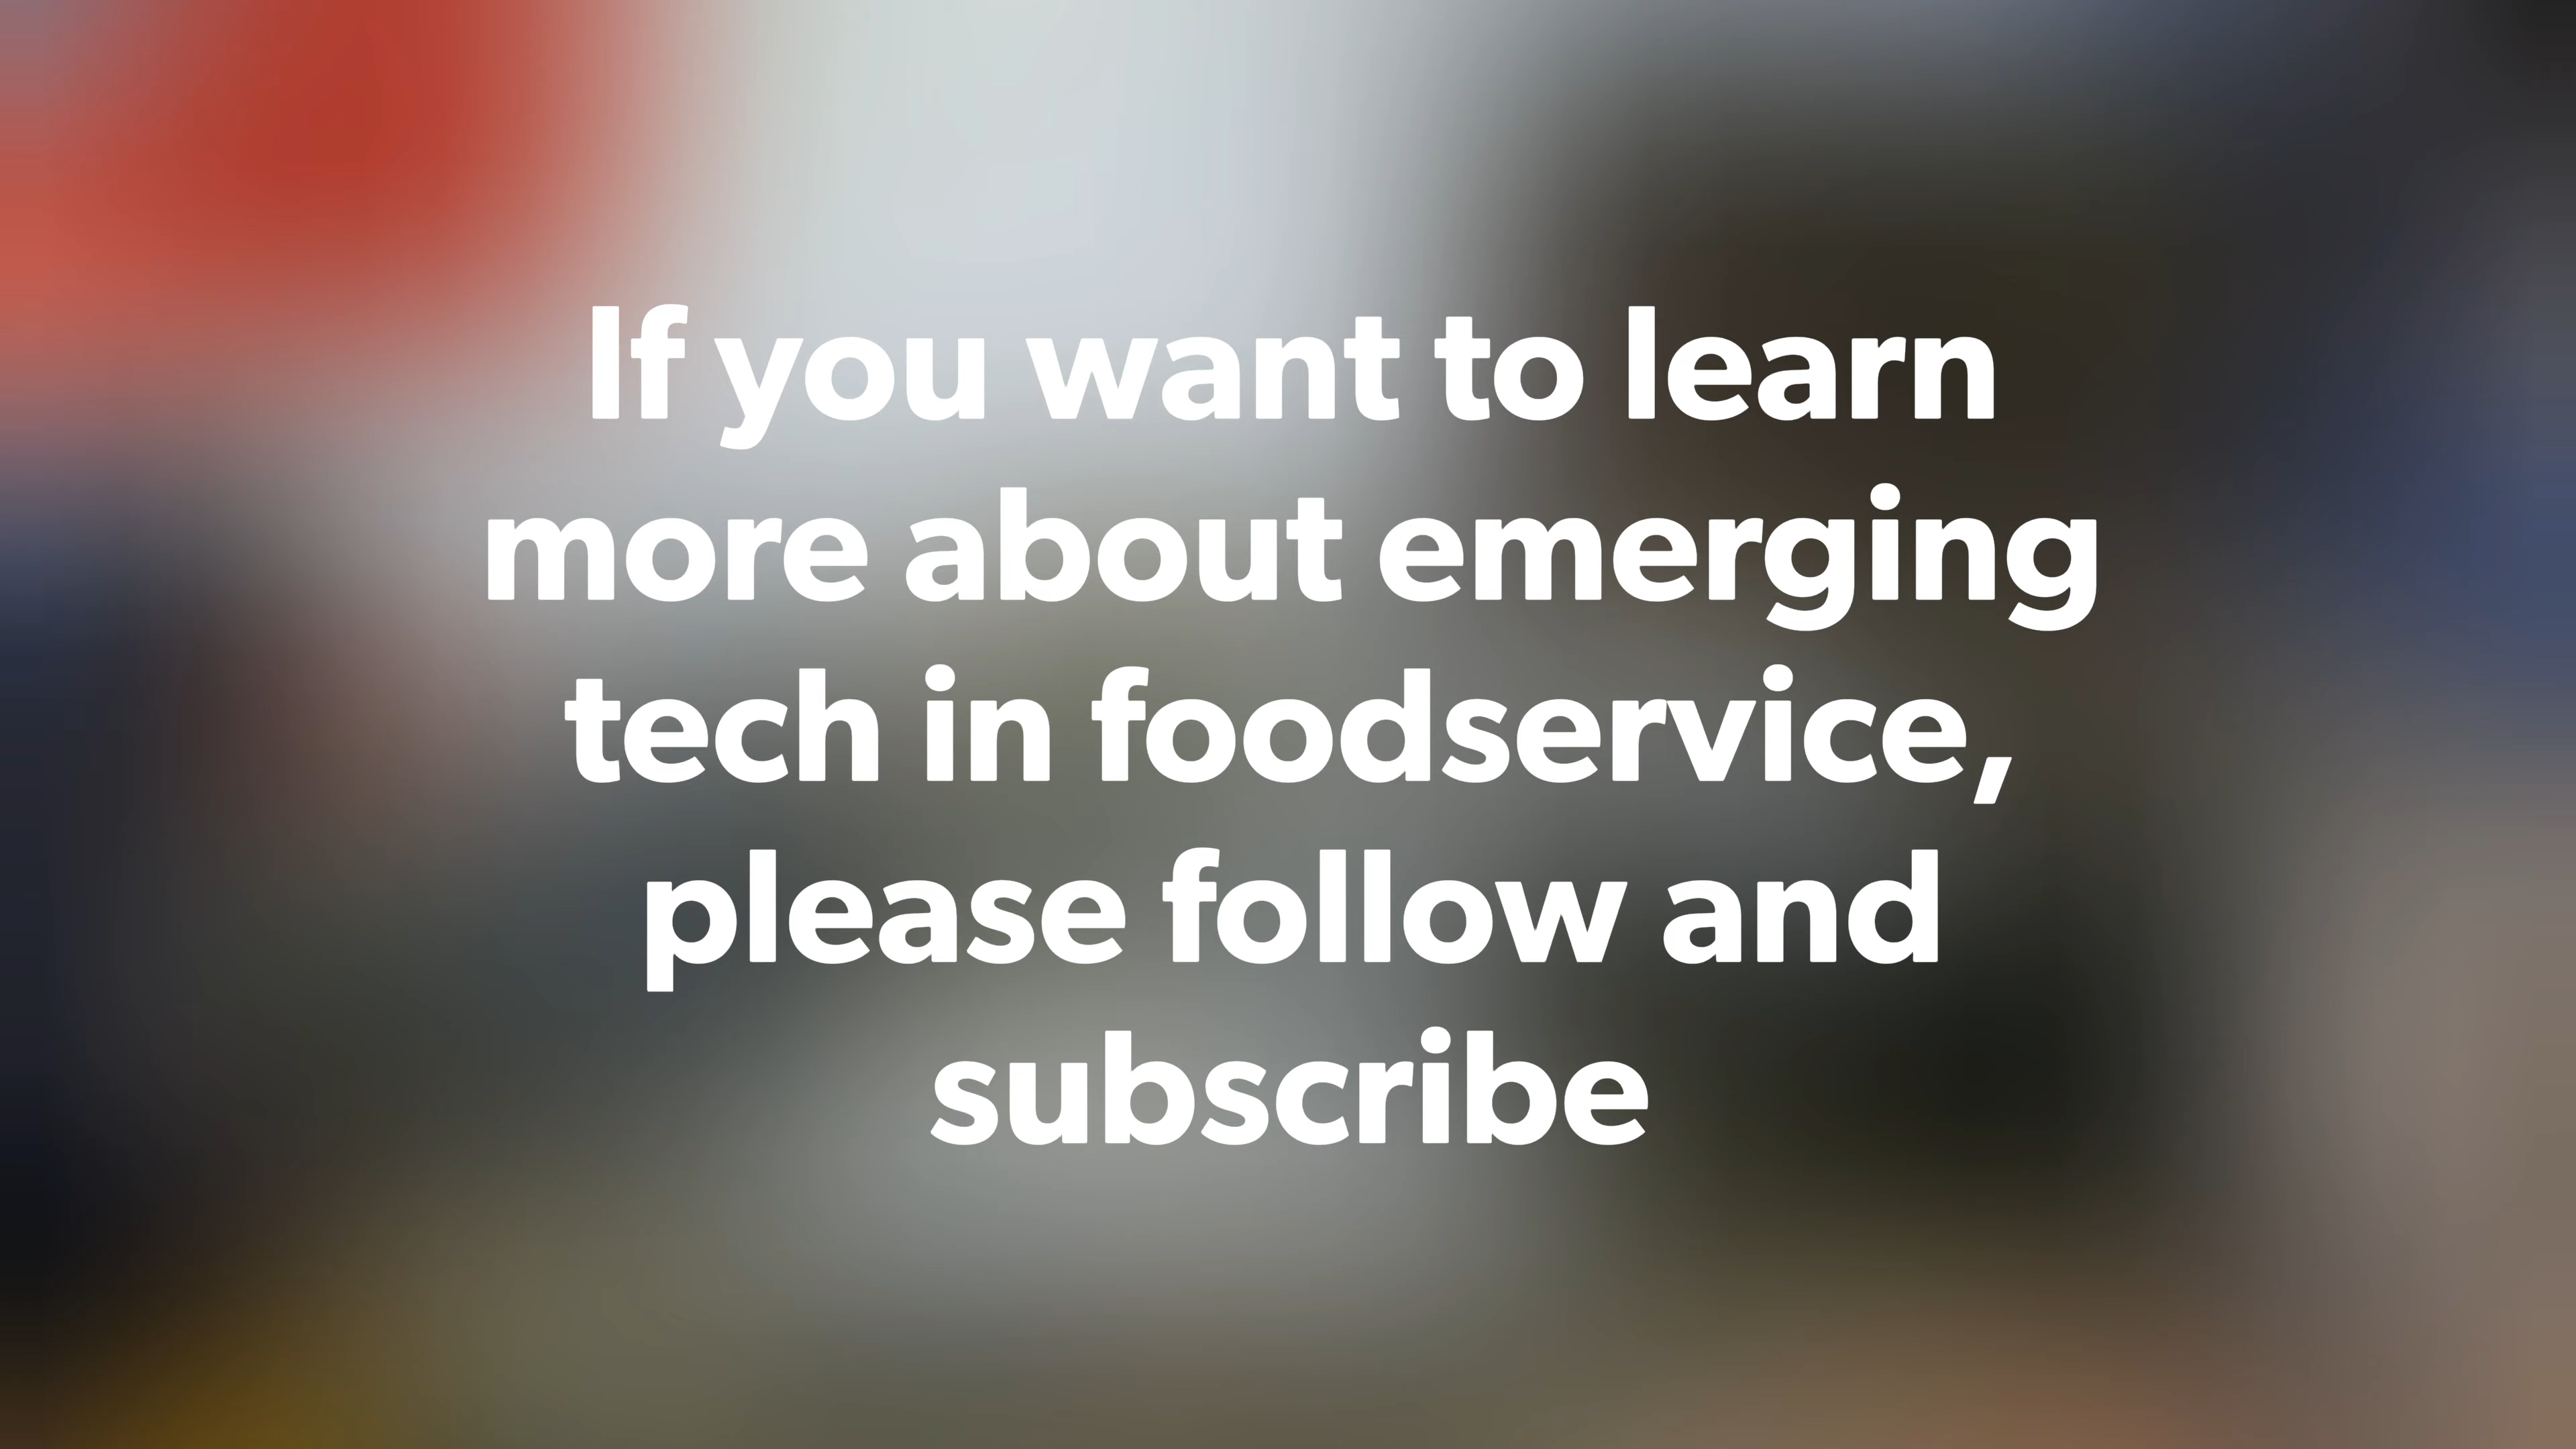 If you want to learn
more about emerging
tech in foodservice,
please follow and
subscribe